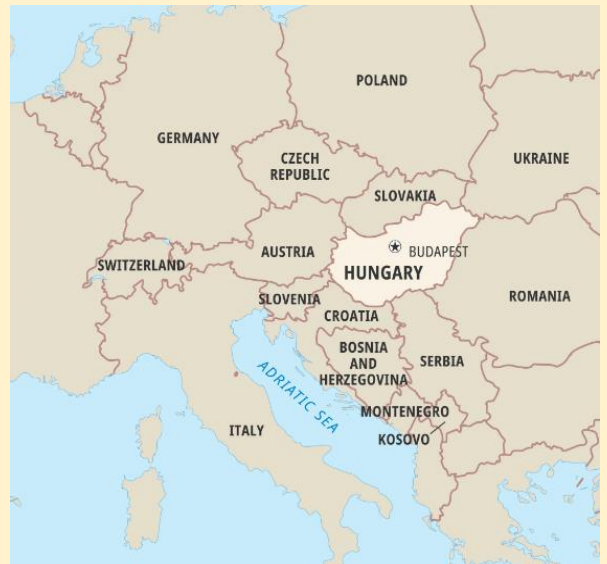 POLAND
GERMANY
CZECH
REPUBLIC
UKRAINE
SLOVAKIA
AUSTRIA
BUDAPEST
SWITZERLAND
HUNGARY
ROMANIA
SLOVENIA
CROATIA
BOSNIA
AND
HERZEGOVINA
SERBIA
ADRIATIC SEA
MONTENEGRO
ITALY
KOSOVO